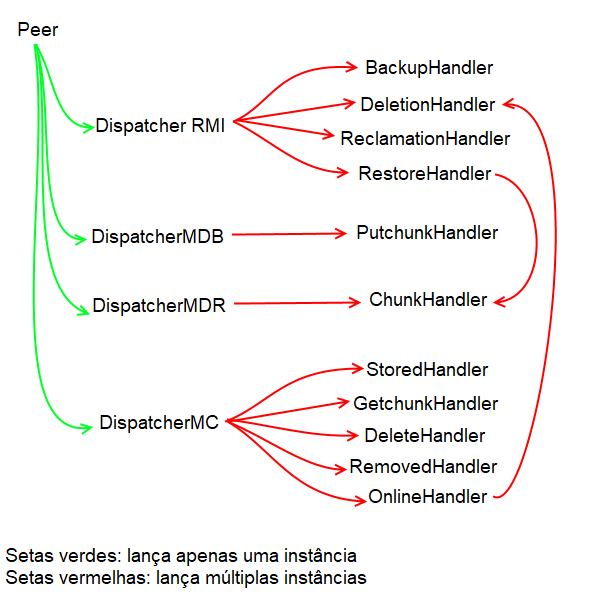 Peer
BackupHandler
DeletionHandler
Dispatcher RMI
ReclamationHandler
RestoreHandler
DispatcherMDB
PutchunkHandler
DispatcherMDR
ChunkHandler
StoredHandler
GetchunkHandler
DispatcherMC
DeleteHandler
RemovedHandler
OnlineHandler
Setas verdes: lança apenas uma instância
Setas vermelhas: lança múltiplas instâncias